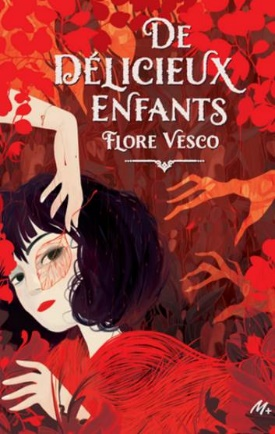 DE
DÉLICIEUX
ENFANTS
FLORE VESCO
M+